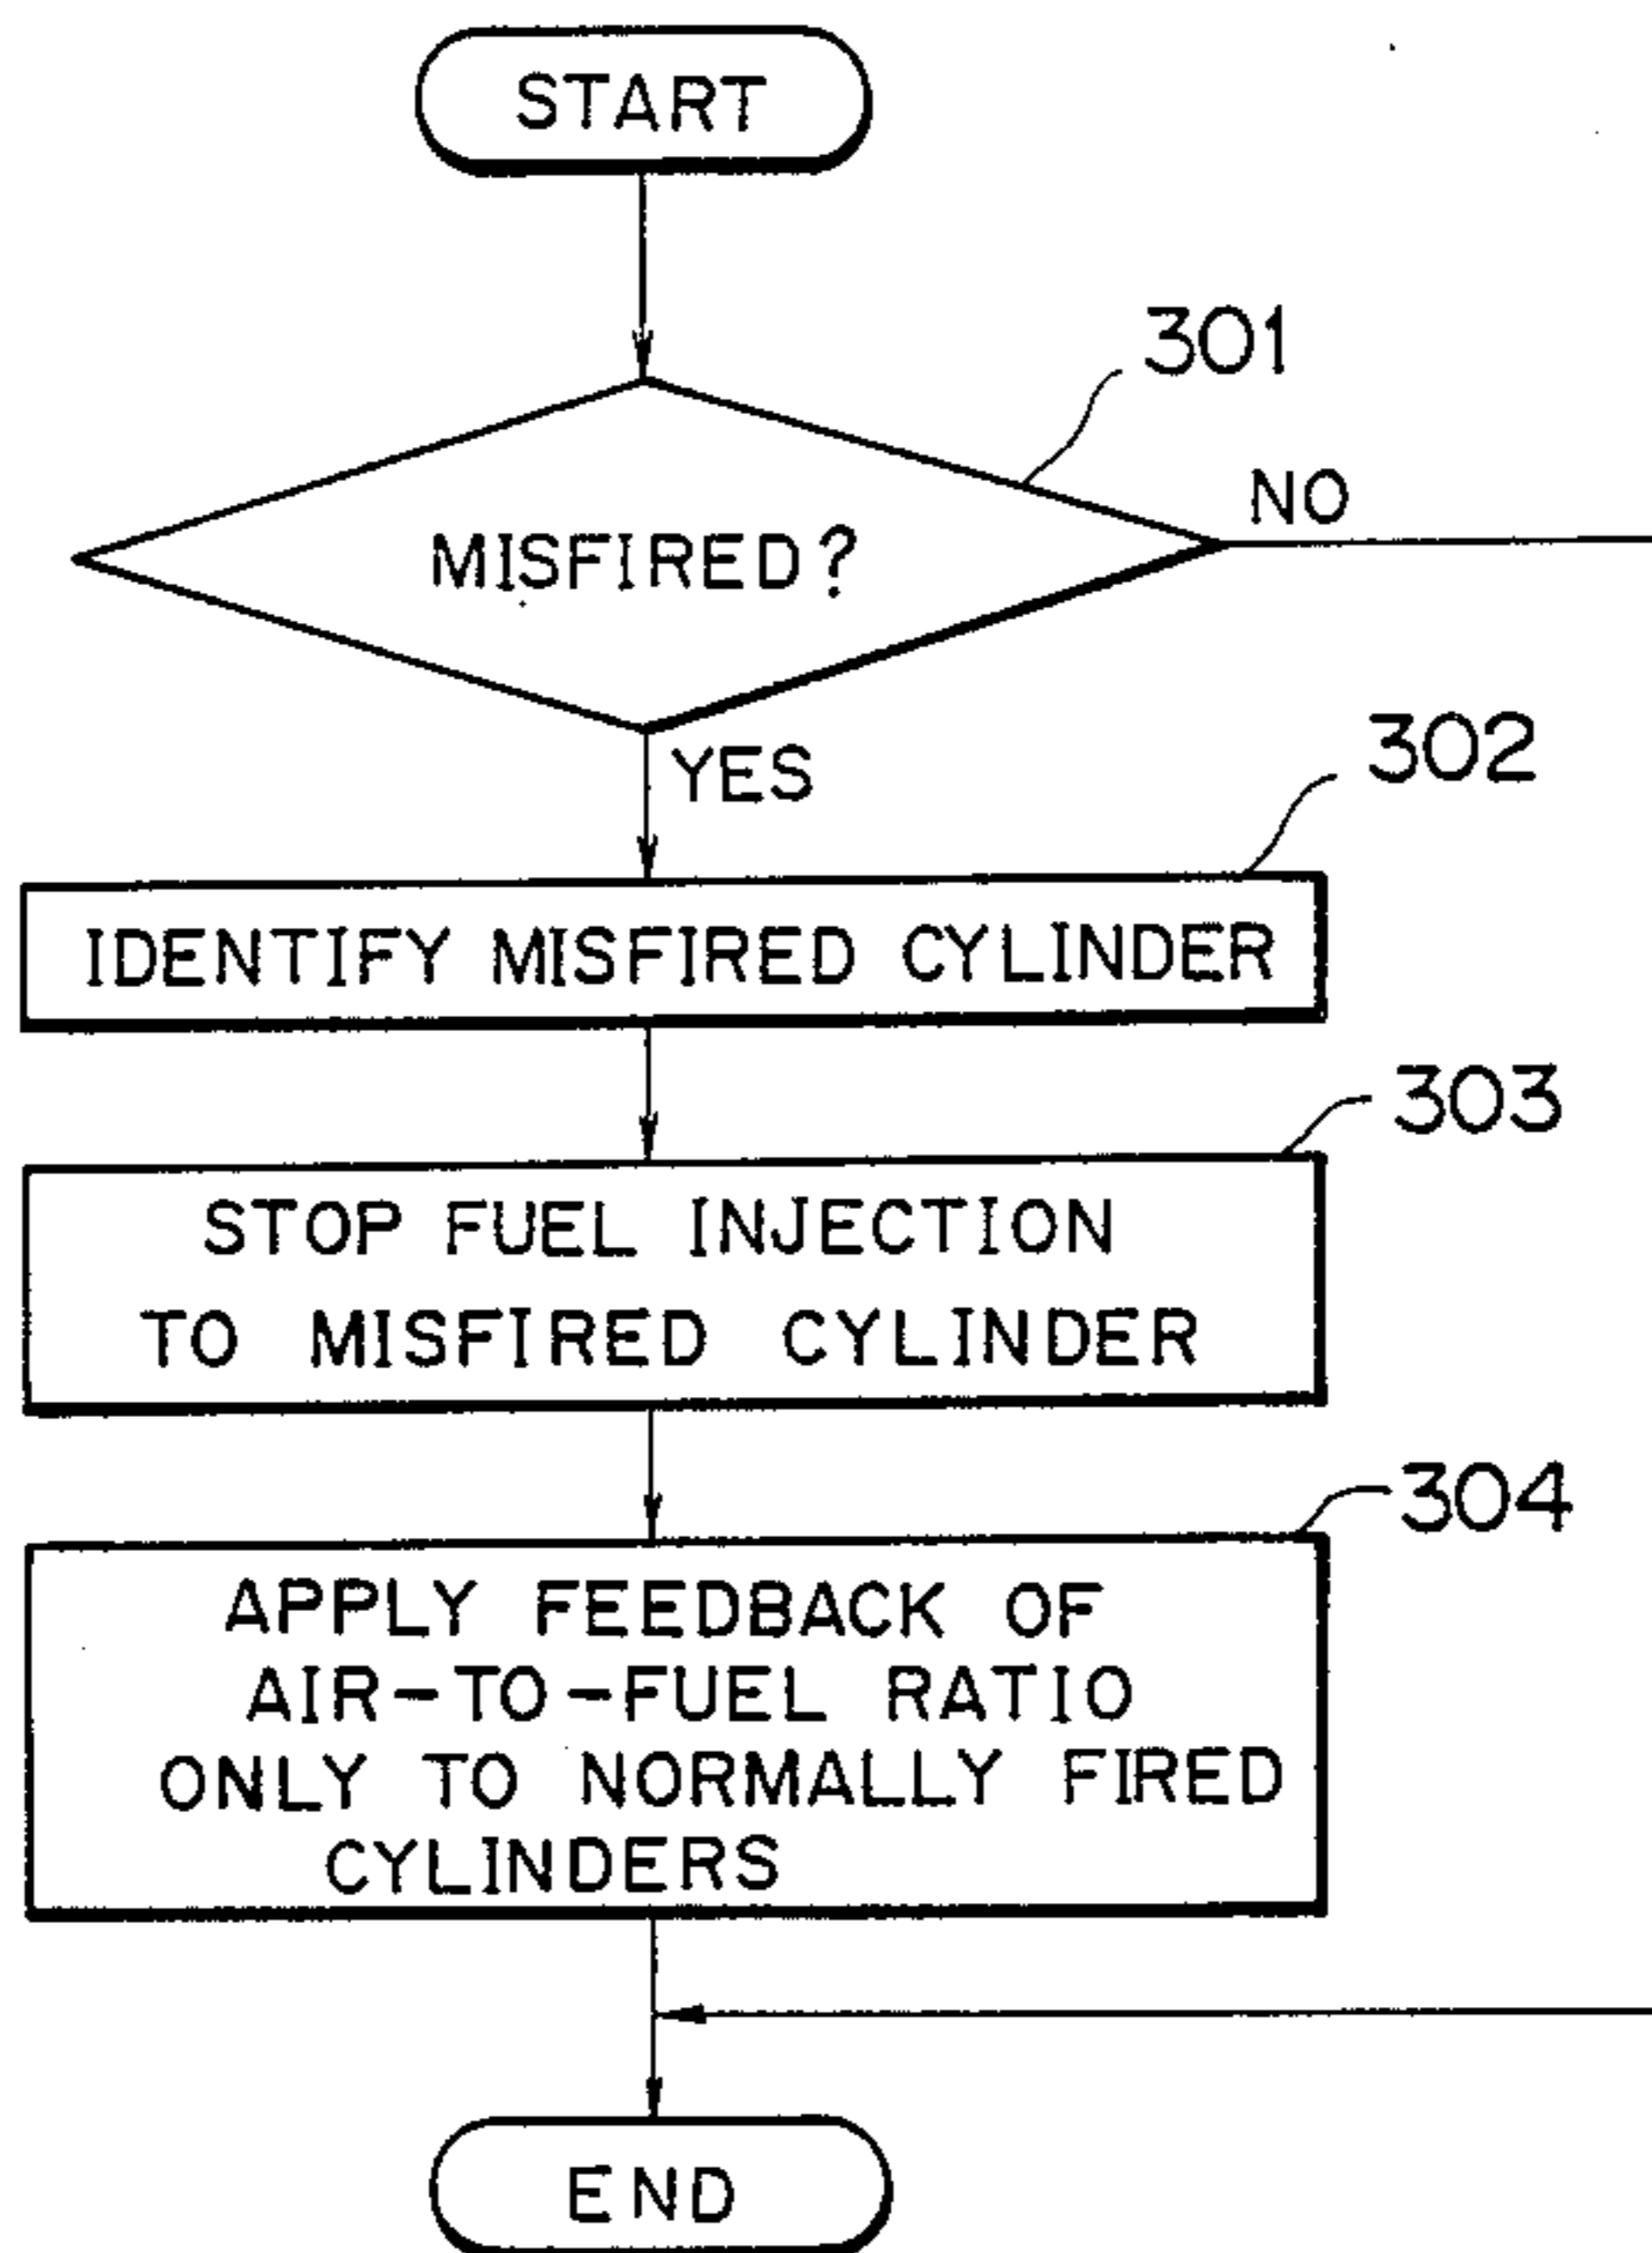 START
301
NO
MISFIRED?
YES
302
IDENTIFY MISFIRED CYLINDER
303
STOP FUEL INJECTION
TO MISFIRED CYLINDER
304
APPLY FEEDBACK OF
AIR-TO-FUEL RATIO
ONLY TO NORMALLY FIRED
CYLINDERS
END